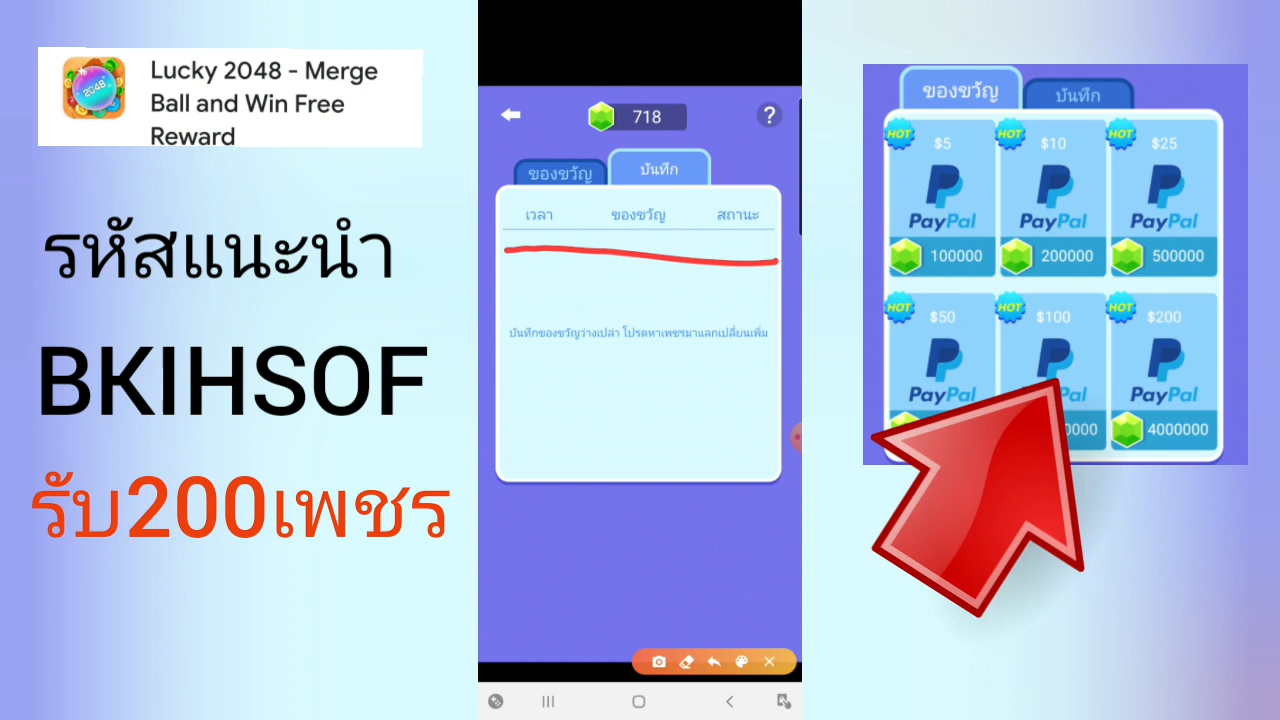 Lucky 2048 - Merge
Ball and Win Free
Reward
2048
รหัสแนะนำ
BKIHSOF
รับ200เพชร
718
?
ของขวัญ
บันทึก
เวลา ของขวัญ สถานะ
บันทึกของขวัญว่างเปล่า โปรดหาเพชรมาแลกเปลี่ยนเพิ่ม
ของขวัญ บันทึก
HOT $5 HOT $10 HOT $25
PayPal PayPal PayPal
100000 200000 500000
HOT $50 HOT $100 HOT $200
PayPal PayPal
4000000